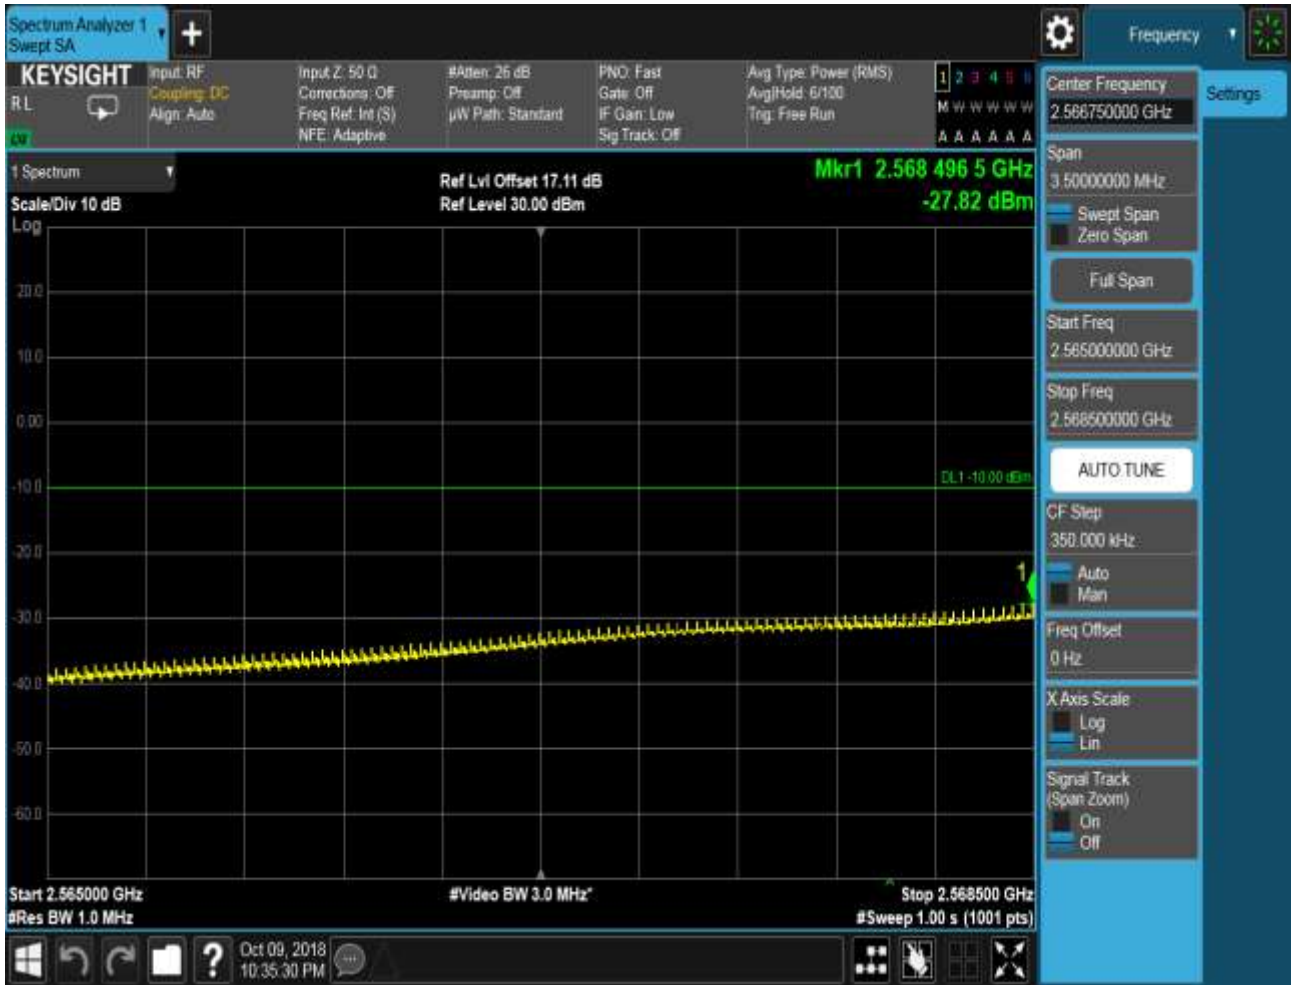 Spectrum Analyzer 1
Swept SA
+
Frequency
KEYSIGHT
RL
LXI
Input: RF
Coupling: DC
Align: Auto
Input Z: 50 Ω
Corrections: Off
Freq Ref: Int (S)
NFE: Adaptive
#Atten: 26 dB
Preamp: Off
µW Path: Standard
PNO: Fast
Gate: Off
IF Gain: Low
Sig Track: Off
Avg Type: Power (RMS)
Avg|Hold: 6/100
Trig: Free Run
1 2 3 4 5 6
M W W W W W
A A A A A A
1 Spectrum
Scale/Div 10 dB
Log
Ref Lvl Offset 17.11 dB
Ref Level 30.00 dBm
Mkr1 2.568 496 5 GHz
-27.82 dBm
20.0
10.0
0.00
-10.0
-20.0
-30.0
-40.0
-50.0
-60.0
DL1 -10.00 dBm
1
Start 2.565000 GHz
#Res BW 1.0 MHz
#Video BW 3.0 MHz*
Stop 2.568500 GHz
#Sweep 1.00 s (1001 pts)
Center Frequency
2.566750000 GHz
Settings
Span
3.50000000 MHz
Swept Span
Zero Span
Full Span
Start Freq
2.565000000 GHz
Stop Freq
2.568500000 GHz
AUTO TUNE
CF Step
350.000 kHz
Auto
Man
Freq Offset
0 Hz
X Axis Scale
Log
Lin
Signal Track
(Span Zoom)
On
Off
?
Oct 09, 2018
10:35:30 PM